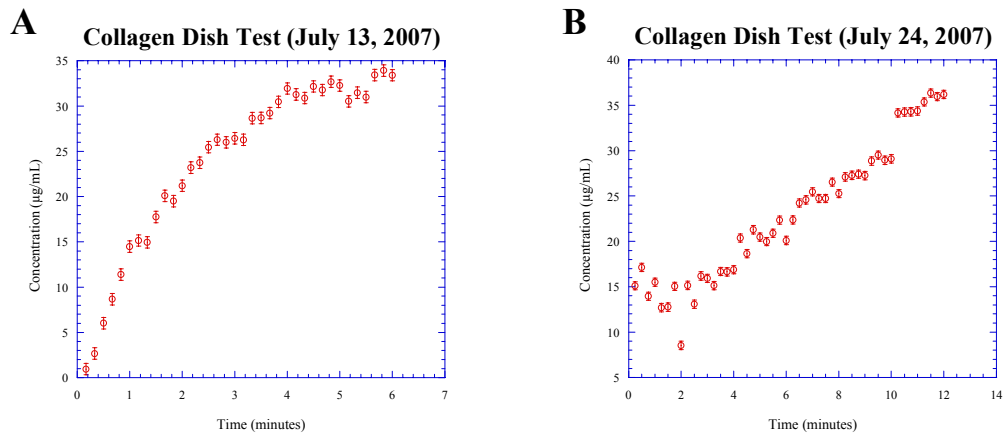 A
Collagen Dish Test (July 13, 2007)
35
30
25
20
15
10
5
0
Concentration (µg/mL)
0 1 2 3 4 5 6 7
Time (minutes)
B
Collagen Dish Test (July 24, 2007)
40
35
30
25
20
15
10
5
Concentration (µg/mL)
0 2 4 6 8 10 12 14
Time (minutes)